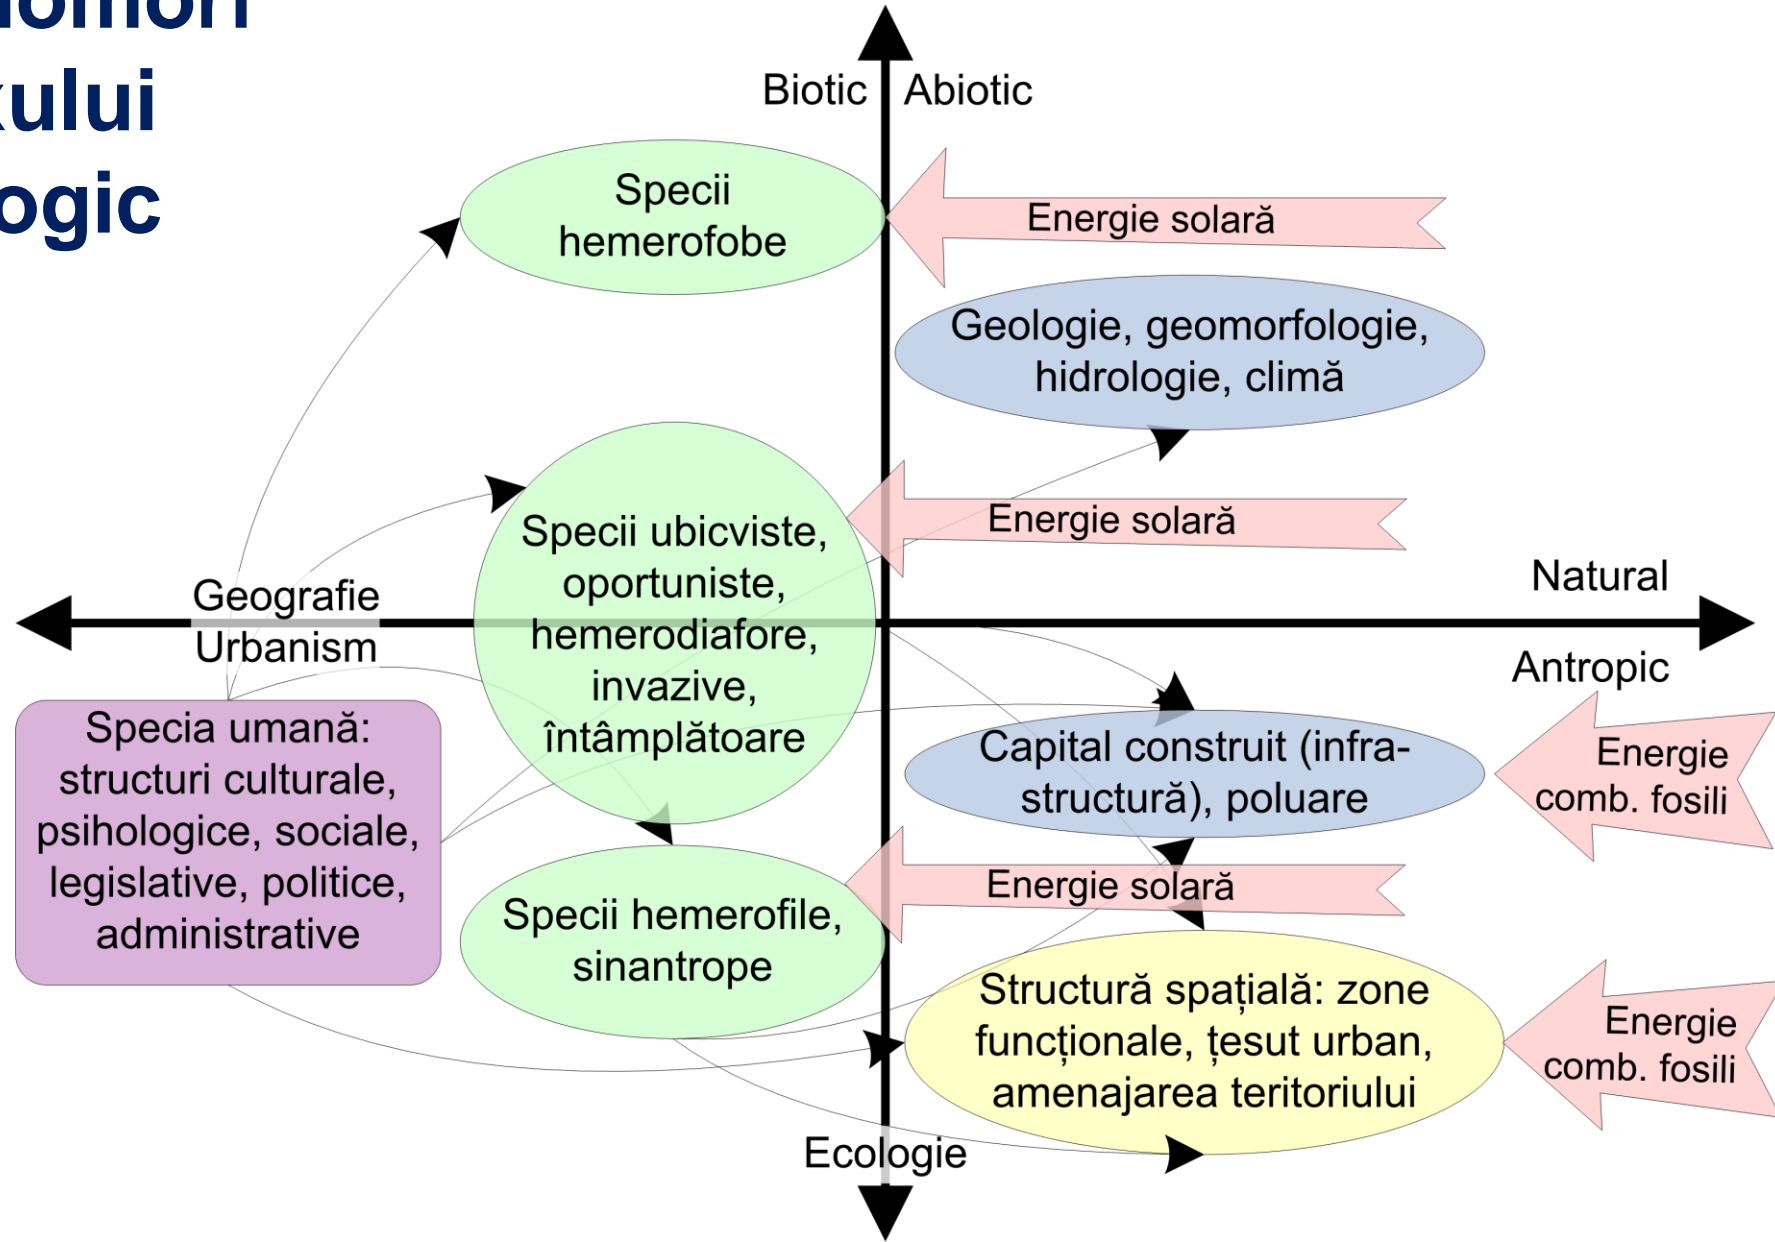 Biotic
Abiotic
Specii
hemerofobe
Energie solară
Geologie, geomorfologie,
hidrologie, climă
Specii ubicviste,
oportuniste,
hemerodiafore,
invazive,
întâmplătoare
Energie solară
Geografie
Urbanism
Natural
Antropic
Specia umană:
structuri culturale,
psihologice, sociale,
legislative, politice,
administrative
Capital construit (infra-
structură), poluare
Energie
comb. fosili
Specii hemerofile,
sinantrope
Energie solară
Structură spațială: zone
funcționale, țesut urban,
amenajarea teritoriului
Energie
comb. fosili
Ecologie